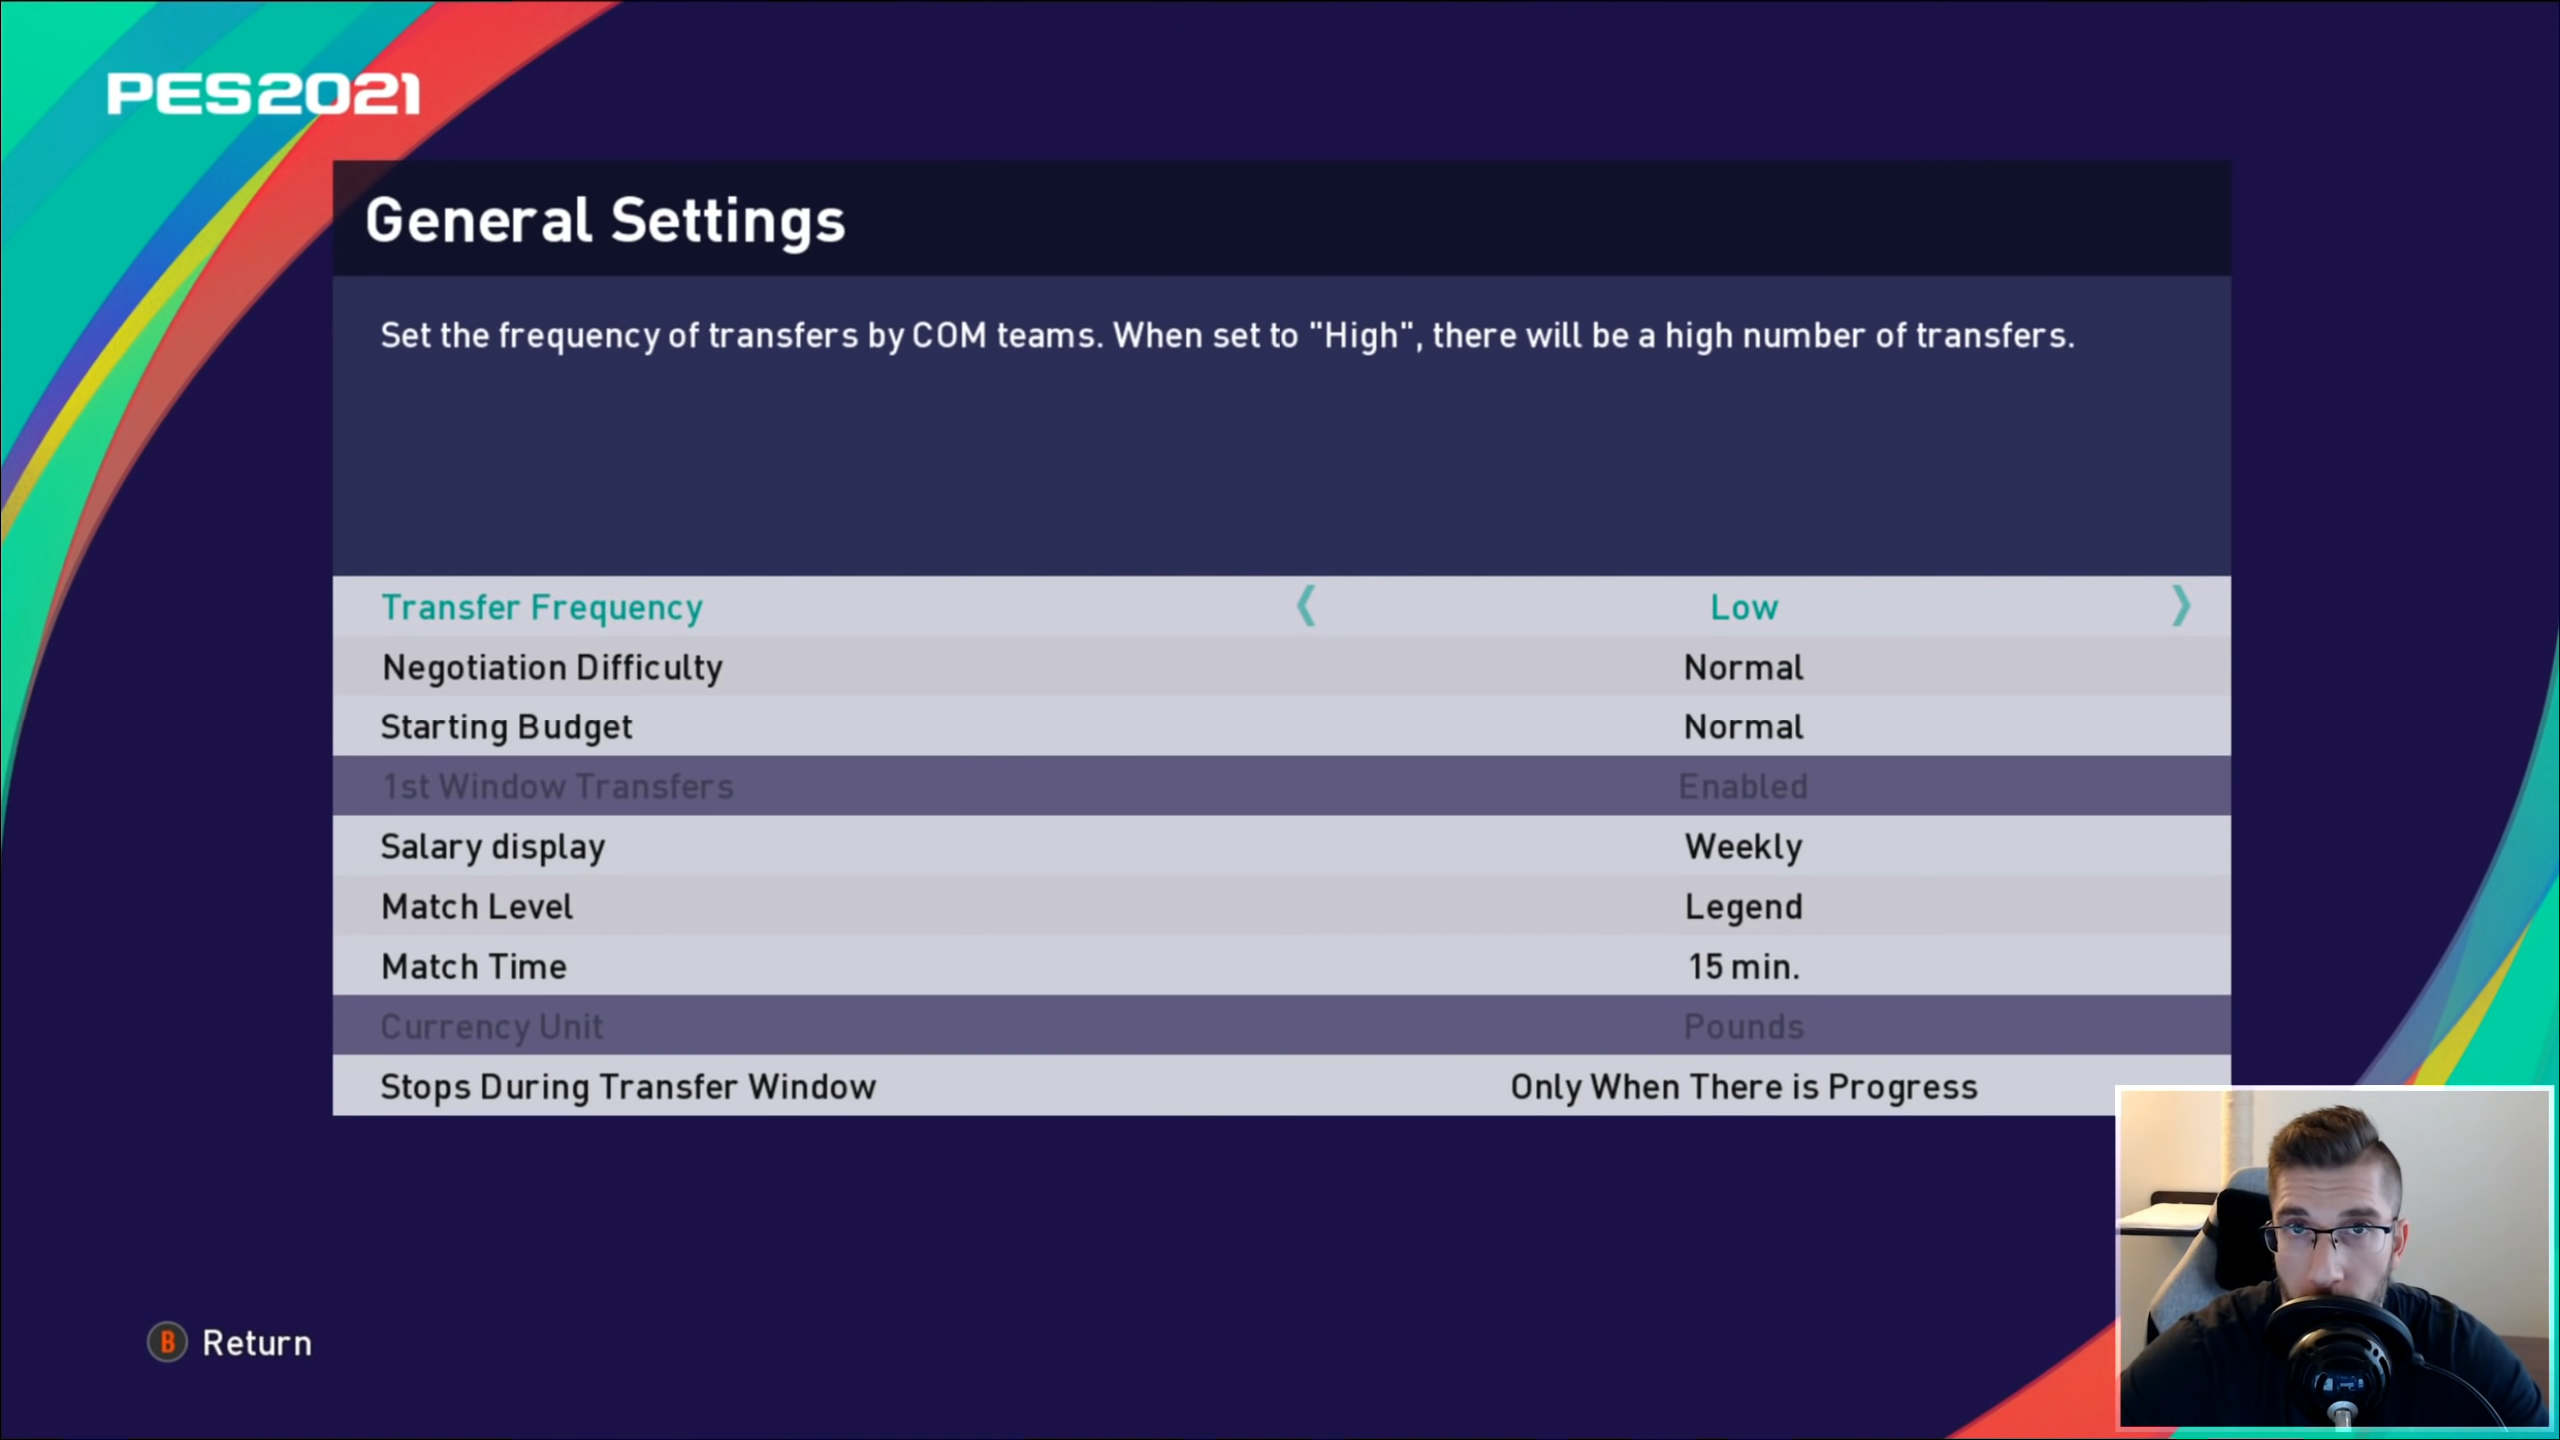 PES2021
General Settings
Set the frequency of transfers by COM teams. When set to "High", there will be a high number of transfers.
Transfer Frequency Low
Negotiation Difficulty Normal
Starting Budget Normal
1st Window Transfers Enabled
Salary display Weekly
Match Level Legend
Match Time 15 min.
Currency Unit Pounds
Stops During Transfer Window Only When There is Progress
B Return